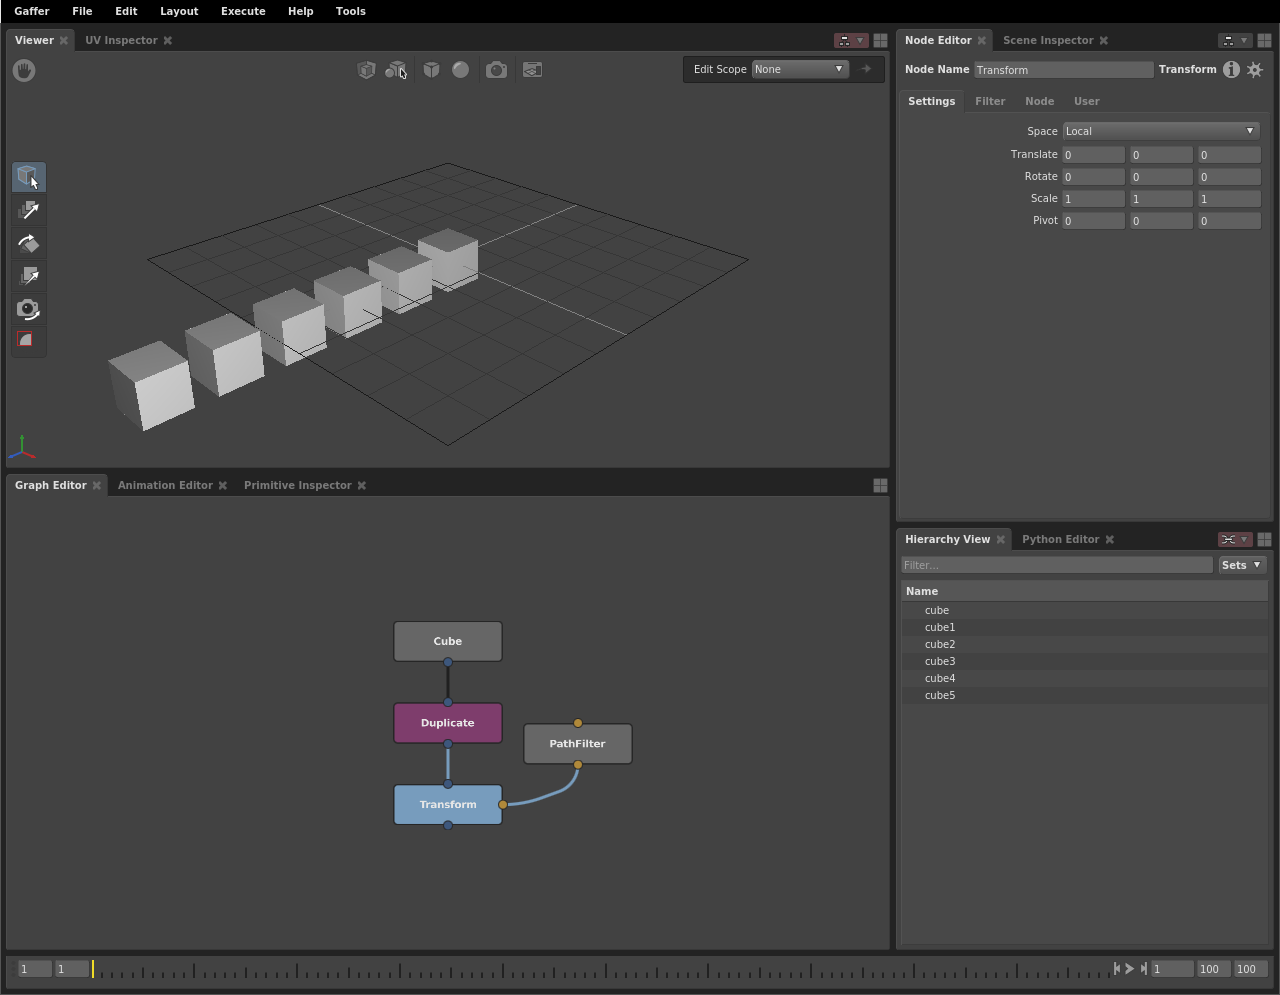 Gaffer File Edit Layout Execute Help Tools
Viewer UV Inspector
Edit Scope None
Node Editor Scene Inspector
Node Name Transform Transform
Settings Filter Node User
Space Local
Translate 0 0 0
Rotate 0 0 0
Scale 1 1 1
Pivot 0 0 0
Graph Editor Animation Editor Primitive Inspector
Cube
Duplicate
PathFilter
Transform
Hierarchy View Python Editor
Filter... Sets
Name
cube
cube1
cube2
cube3
cube4
cube5
1 1 1 100 100